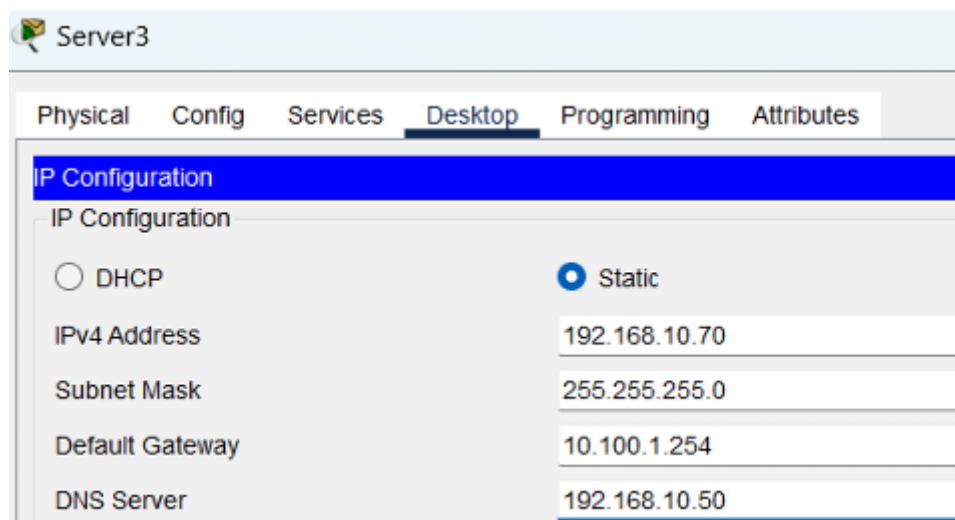 Server3
Physical Config Services Desktop Programming Attributes
IP Configuration
IP Configuration
DHCP Static
IPv4 Address 192.168.10.70
Subnet Mask 255.255.255.0
Default Gateway 10.100.1.254
DNS Server 192.168.10.50